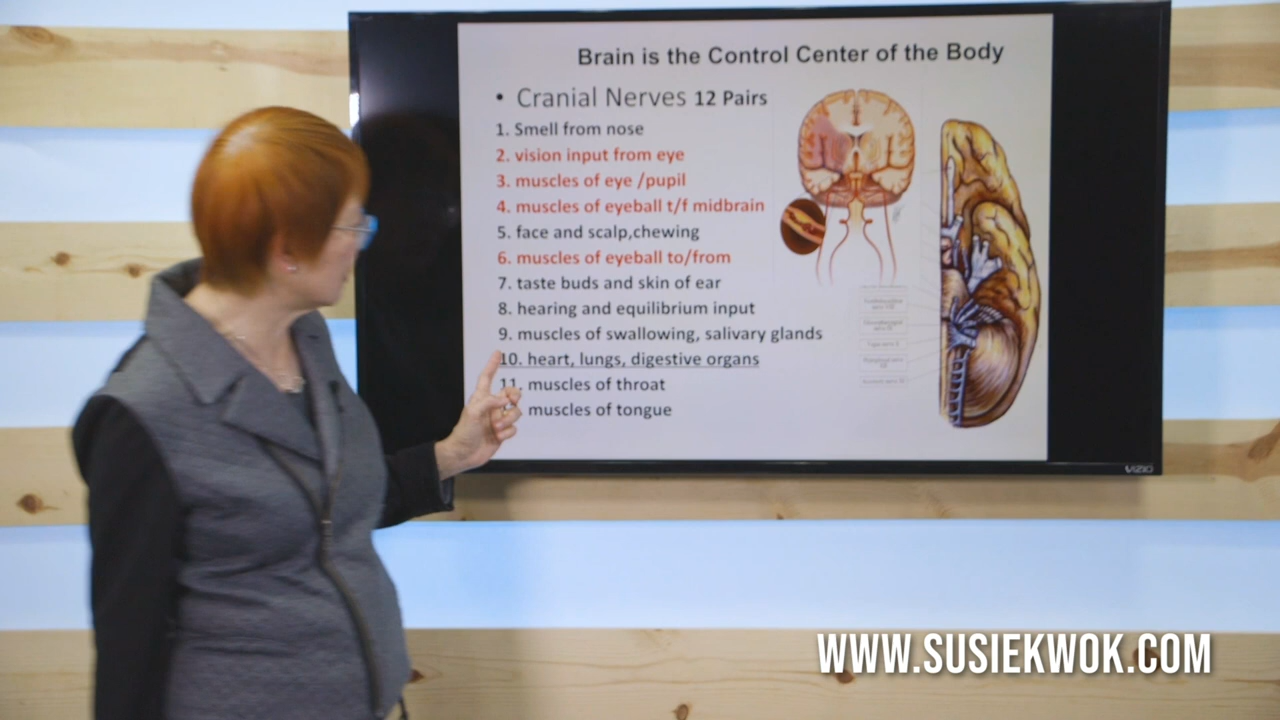 Brain is the Control Center of the Body
• Cranial Nerves 12 Pairs
1. Smell from nose
2. vision input from eye
3. muscles of eye /pupil
4. muscles of eyeball t/f midbrain
5. face and scalp,chewing
6. muscles of eyeball to/from
7. taste buds and skin of ear
8. hearing and equilibrium input
9. muscles of swallowing, salivary glands
10. heart, lungs, digestive organs
11. muscles of throat
. muscles of tongue
VIZIO
WWW.SUSIEKWOK.COM